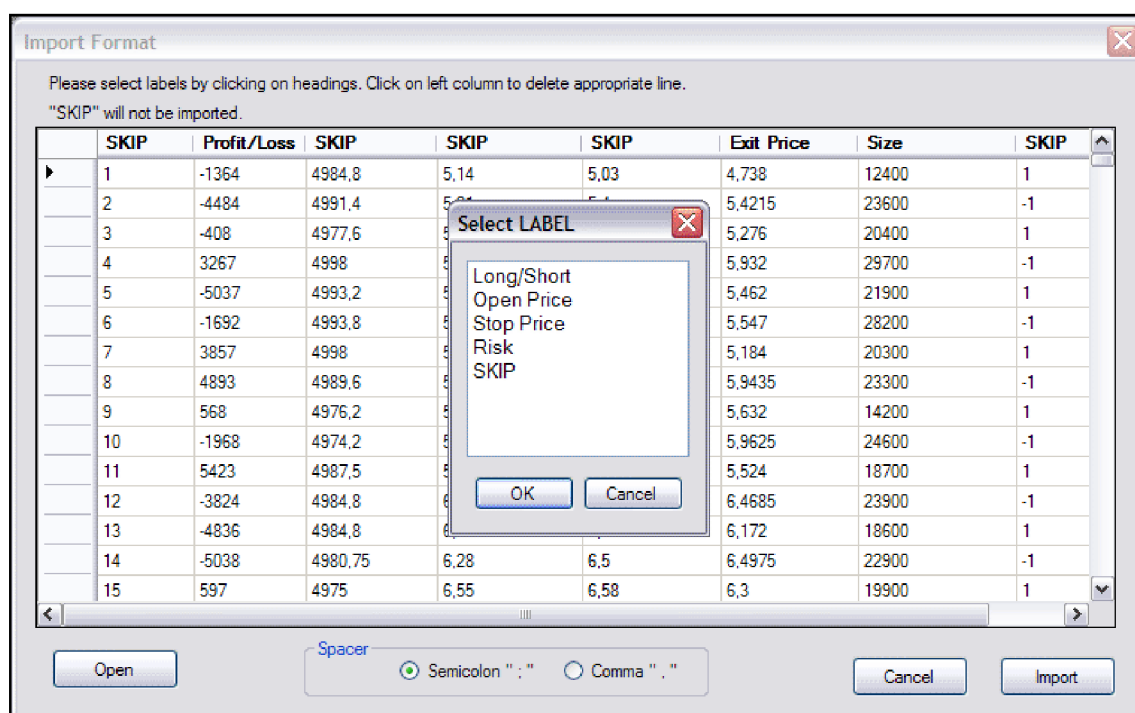 Import Format
Please select labels by clicking on headings. Click on left column to delete appropriate line.
"SKIP" will not be imported.
SKIP Profit/Loss SKIP SKIP SKIP Exit Price Size SKIP
1 -1364 4984,8 5,14 5,03 4,738 12400 1
2 -4484 4991,4 5,4215 23600 -1
3 -408 4977,6 5,276 20400 1
4 3267 4998 5,932 29700 -1
5 -5037 4993,2 5,462 21900 1
6 -1692 4993,8 5,547 28200 -1
7 3857 4998 5,184 20300 1
8 4893 4989,6 5,9435 23300 -1
9 568 4976,2 5,632 14200 1
10 -1968 4974,2 5,9625 24600 -1
11 5423 4987,5 5,524 18700 1
12 -3824 4984,8 6,4685 23900 -1
13 -4836 4984,8 6,172 18600 1
14 -5038 4980,75 6,28 6,5 6,4975 22900 -1
15 597 4975 6,55 6,58 6,3 19900 1
Select LABEL
Long/Short
Open Price
Stop Price
Risk
SKIP
OK Cancel
Spacer
Open Semicolon " ; " Comma " , " Cancel Import